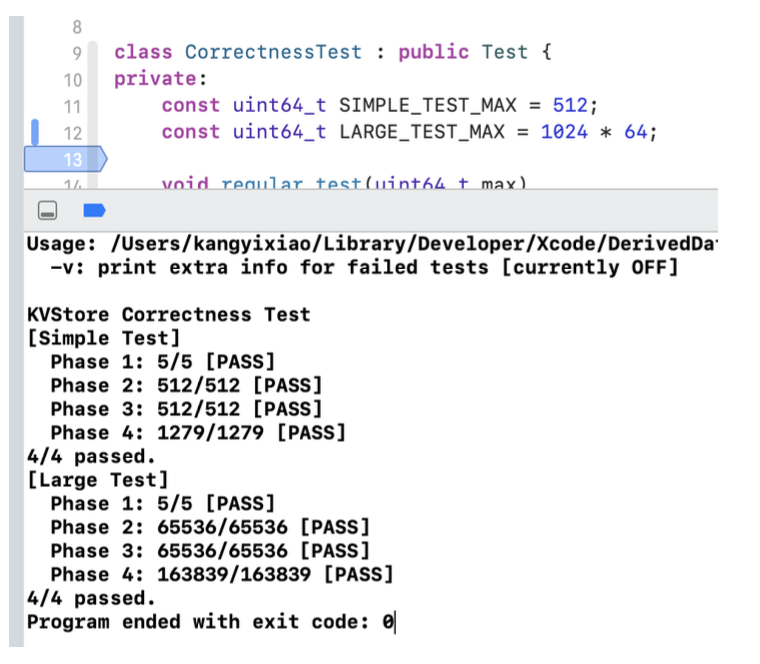 8
9 class CorrectnessTest : public Test {
10 private:
11 const uint64_t SIMPLE_TEST_MAX = 512;
12 const uint64_t LARGE_TEST_MAX = 1024 * 64;
13
14 void regular_test(uint64_t max)
Usage: /Users/kangyixiao/Library/Developer/Xcode/DerivedDa
-v: print extra info for failed tests [currently OFF]
KVStore Correctness Test
[Simple Test]
Phase 1: 5/5 [PASS]
Phase 2: 512/512 [PASS]
Phase 3: 512/512 [PASS]
Phase 4: 1279/1279 [PASS]
4/4 passed.
[Large Test]
Phase 1: 5/5 [PASS]
Phase 2: 65536/65536 [PASS]
Phase 3: 65536/65536 [PASS]
Phase 4: 163839/163839 [PASS]
4/4 passed.
Program ended with exit code: 0